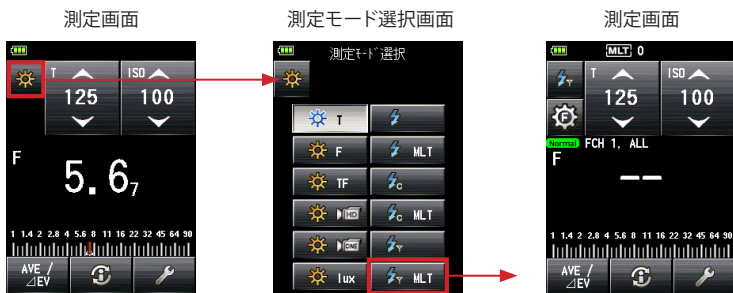 測定画面
測定モード選択画面
測定画面
T
ISO
125
100
F
5.6₇
1 1.4 2 2.8 4 5.6 8 11 16 22 32 45 64 90
AVE /
⊿EV
測定ﾓｰﾄﾞ選択
T
F
MLT
TF
C
HD
C MLT
CINE
Y
lux
Y MLT
MLT 0
Y
T
ISO
125
100
F
Normal FCH 1, ALL
F
--
1 1.4 2 2.8 4 5.6 8 11 16 22 32 45 64 90
AVE /
⊿EV